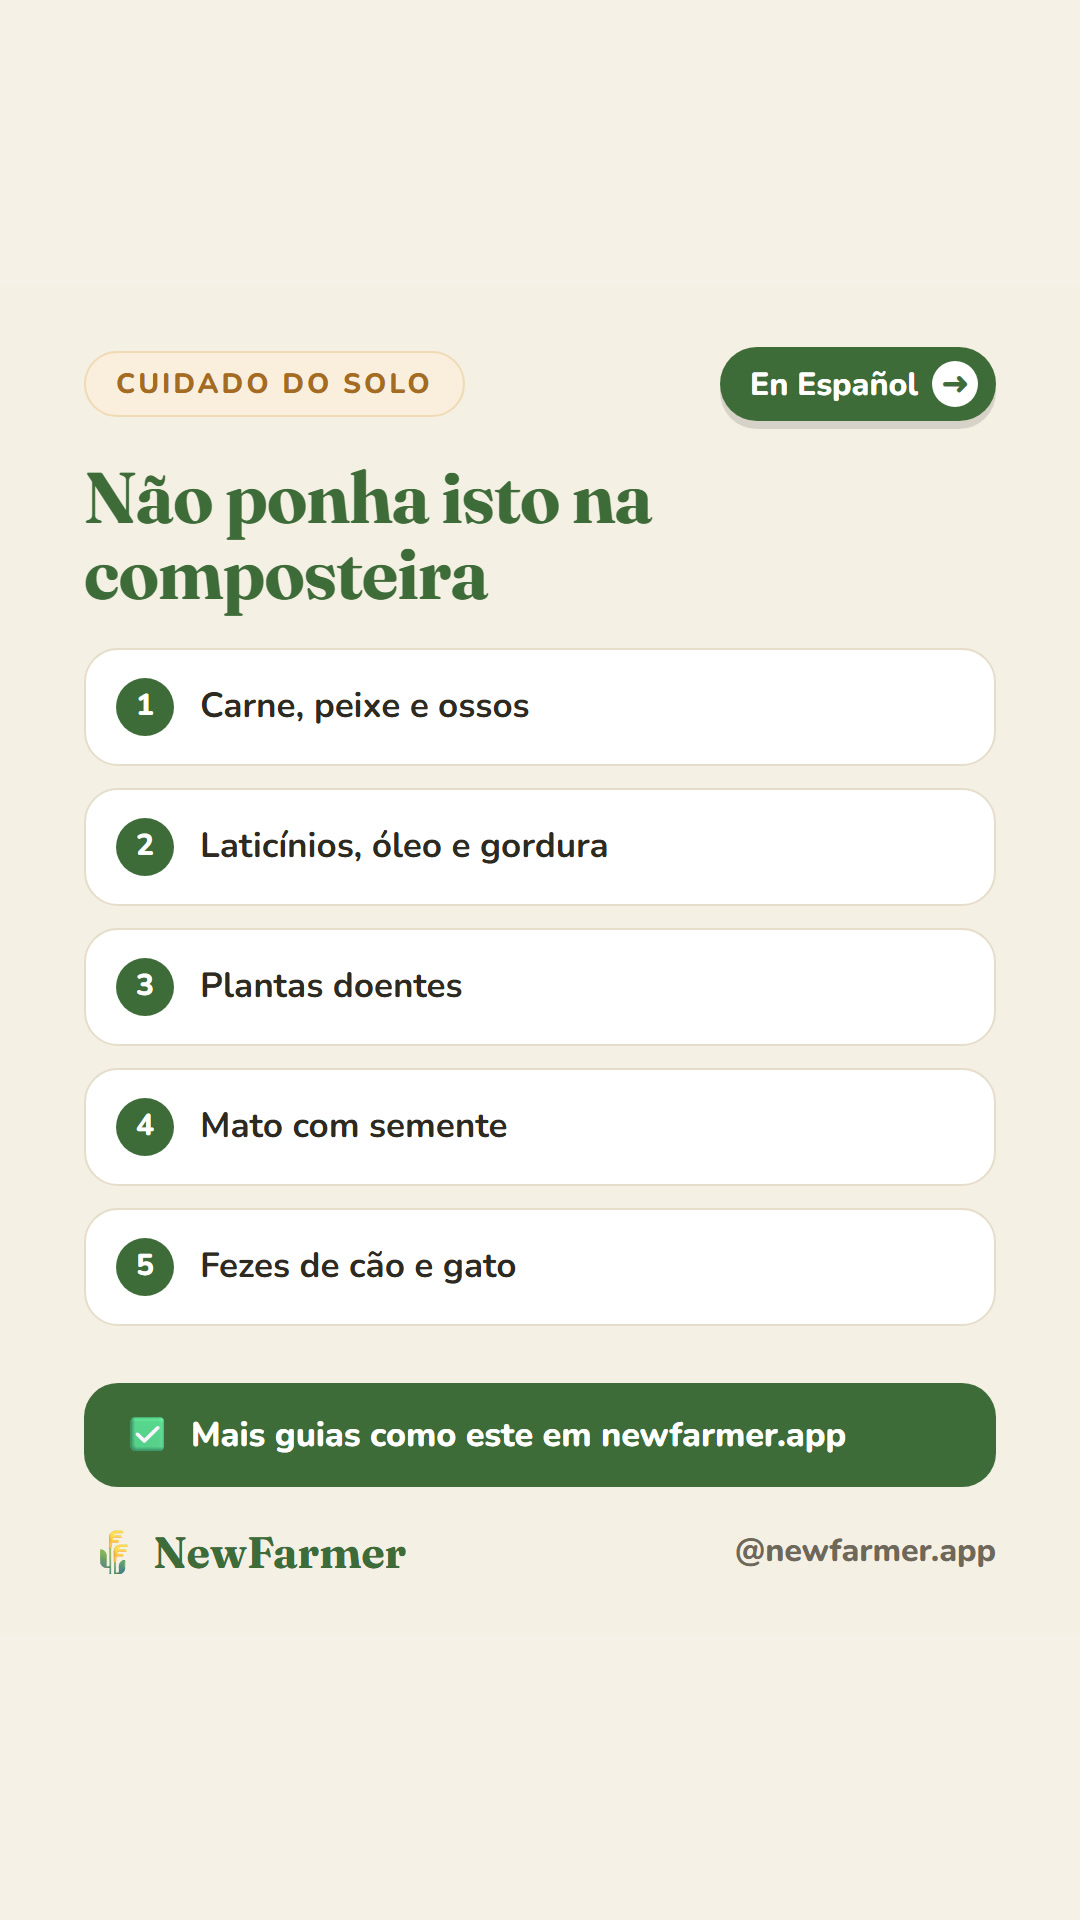 CUIDADO DO SOLO
En Español
Não ponha isto na
composteira
1 Carne, peixe e ossos
2 Laticínios, óleo e gordura
3 Plantas doentes
4 Mato com semente
5 Fezes de cão e gato
Mais guias como este em newfarmer.app
NewFarmer
@newfarmer.app